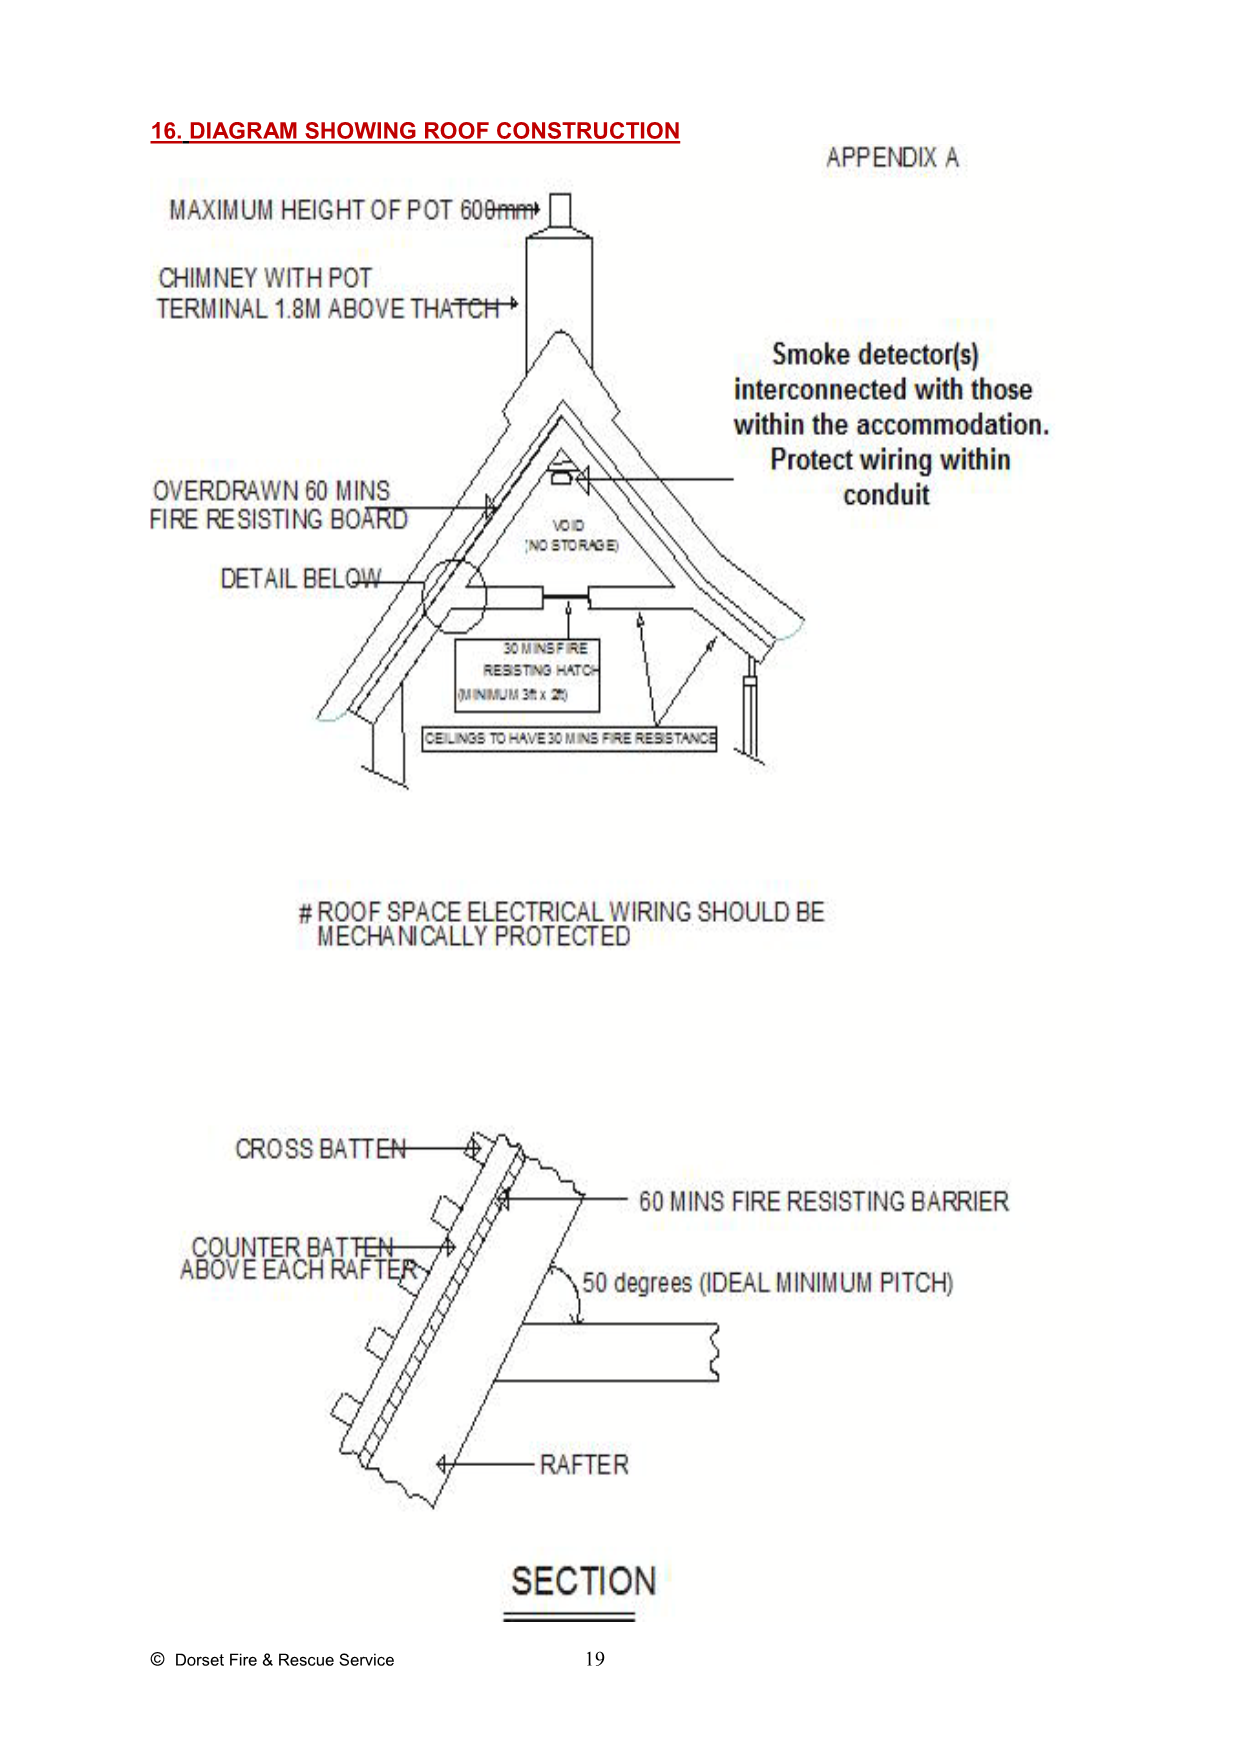 16. DIAGRAM SHOWING ROOF CONSTRUCTION
APPENDIX A
MAXIMUM HEIGHT OF POT 600mm
CHIMNEY WITH POT
TERMINAL 1.8M ABOVE THATCH
Smoke detector(s)
interconnected with those
within the accommodation.
Protect wiring within
conduit
OVERDRAWN 60 MINS
FIRE RESISTING BOARD
VOID
(NO STORAGE)
DETAIL BELOW
30 MINS FIRE
RESISTING HATCH
(MINIMUM 3ft x 2ft)
CEILINGS TO HAVE 30 MINS FIRE RESISTANCE
# ROOF SPACE ELECTRICAL WIRING SHOULD BE
MECHANICALLY PROTECTED
CROSS BATTEN
60 MINS FIRE RESISTING BARRIER
COUNTER BATTEN
ABOVE EACH RAFTER
50 degrees (IDEAL MINIMUM PITCH)
RAFTER
SECTION
© Dorset Fire & Rescue Service
19